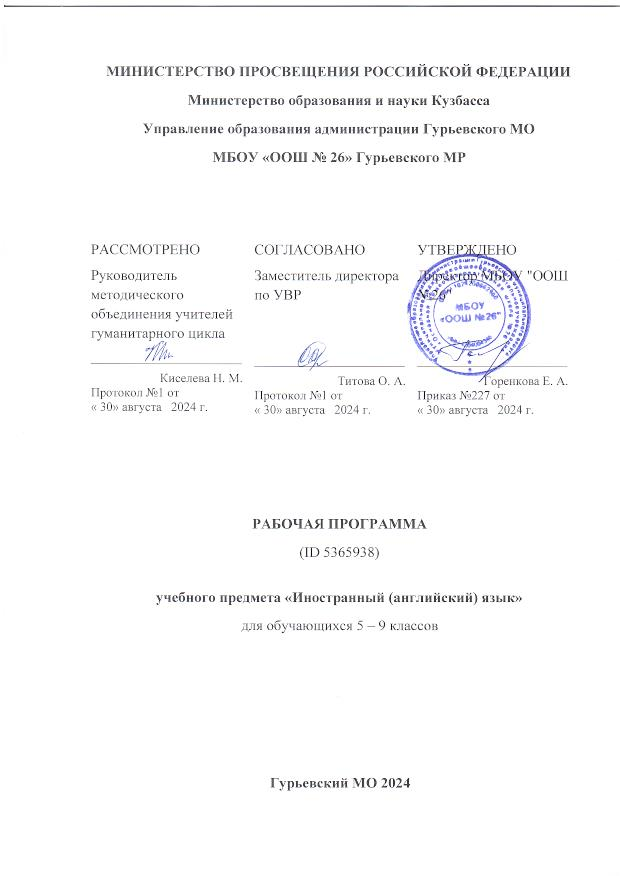 МИНИСТЕРСТВО ПРОСВЕЩЕНИЯ РОССИЙСКОЙ ФЕДЕРАЦИИ
Министерство образования и науки Кузбасса
Управление образования администрации Гурьевского МО
МБОУ «ООШ № 26» Гурьевского МР
РАССМОТРЕНО
Руководитель
методического
объединения учителей
гуманитарного цикла
Киселева Н. М.
Протокол №1 от
« 30» августа 2024 г.
СОГЛАСОВАНО
Заместитель директора
по УВР
Титова О. А.
Протокол №1 от
« 30» августа 2024 г.
УТВЕРЖДЕНО
Директор МБОУ "ООШ
№26"
МБОУ
«ООШ №26"
Горенкова Е. А.
Приказ №227 от
« 30» августа 2024 г.
РАБОЧАЯ ПРОГРАММА
(ID 5365938)
учебного предмета «Иностранный (английский) язык»
для обучающихся 5 – 9 классов
Гурьевский МО 2024